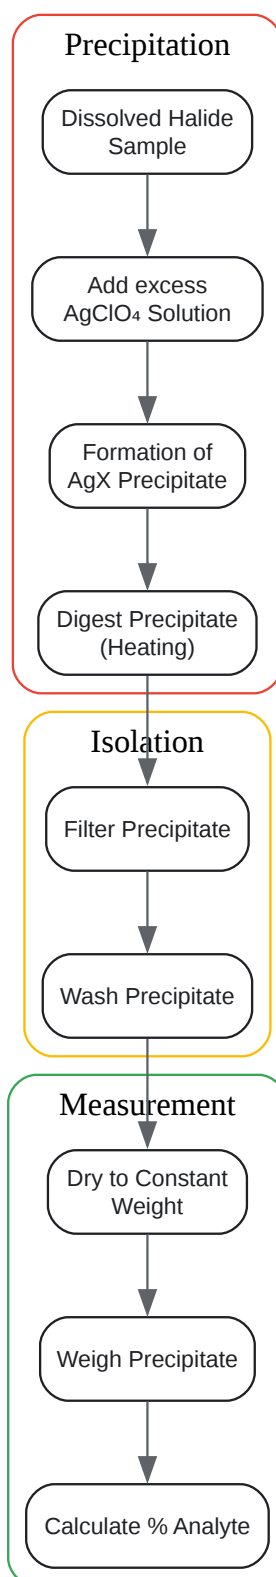 Precipitation
Dissolved Halide
Sample
Add excess
AgClO₄ Solution
Formation of
AgX Precipitate
Digest Precipitate
(Heating)
Isolation
Filter Precipitate
Wash Precipitate
Measurement
Dry to Constant
Weight
Weigh Precipitate
Calculate % Analyte